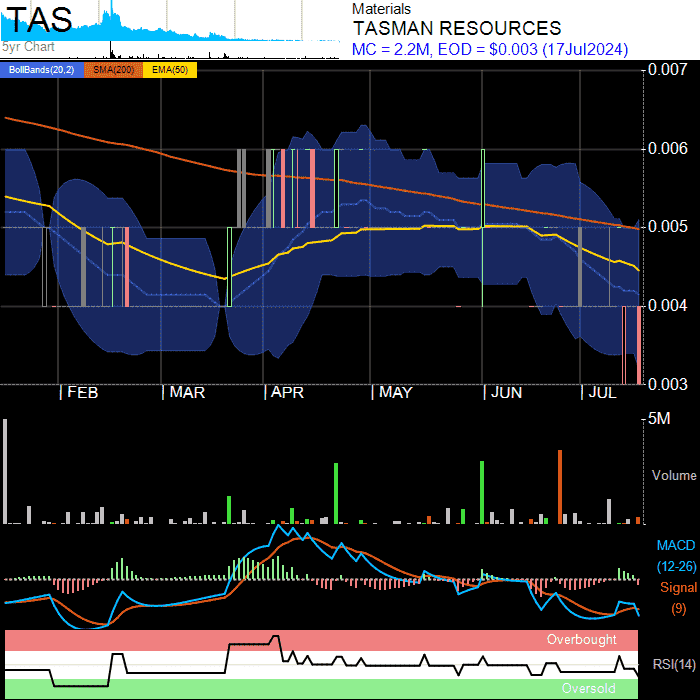 TAS
5yr Chart
Materials
TASMAN RESOURCES
MC = 2.2M, EOD = $0.003 (17Jul2024)
BollBands(20,2) SMA(200) EMA(50)
0.007
0.006
0.005
0.004
0.003
FEB MAR APR MAY JUN JUL
5M
Volume
MACD
(12-26)
Signal
(9)
Overbought
RSI(14)
Oversold